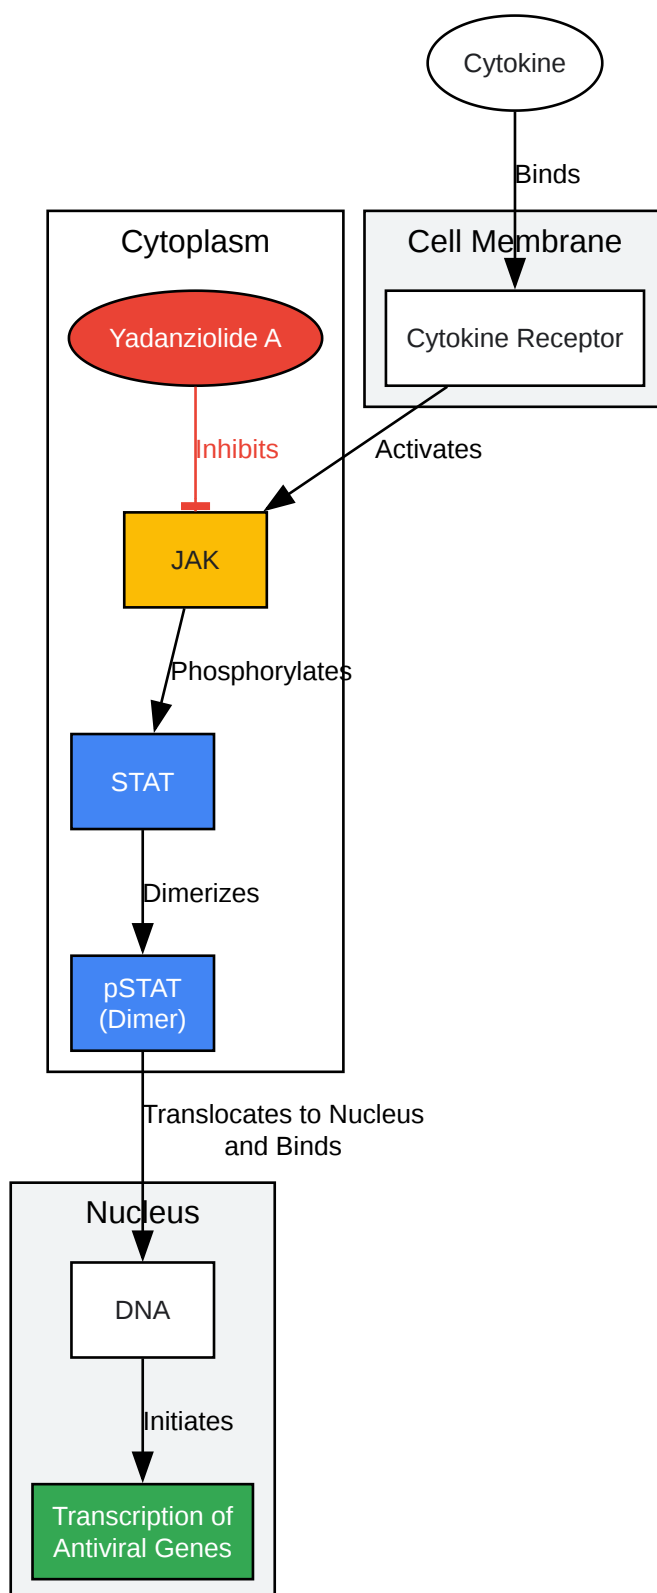 Cytokine
Binds
Cytoplasm
Cell Membrane
Yadanziolide A
Cytokine Receptor
Inhibits
Activates
JAK
Phosphorylates
STAT
Dimerizes
pSTAT
(Dimer)
Translocates to Nucleus
and Binds
Nucleus
DNA
Initiates
Transcription of
Antiviral Genes